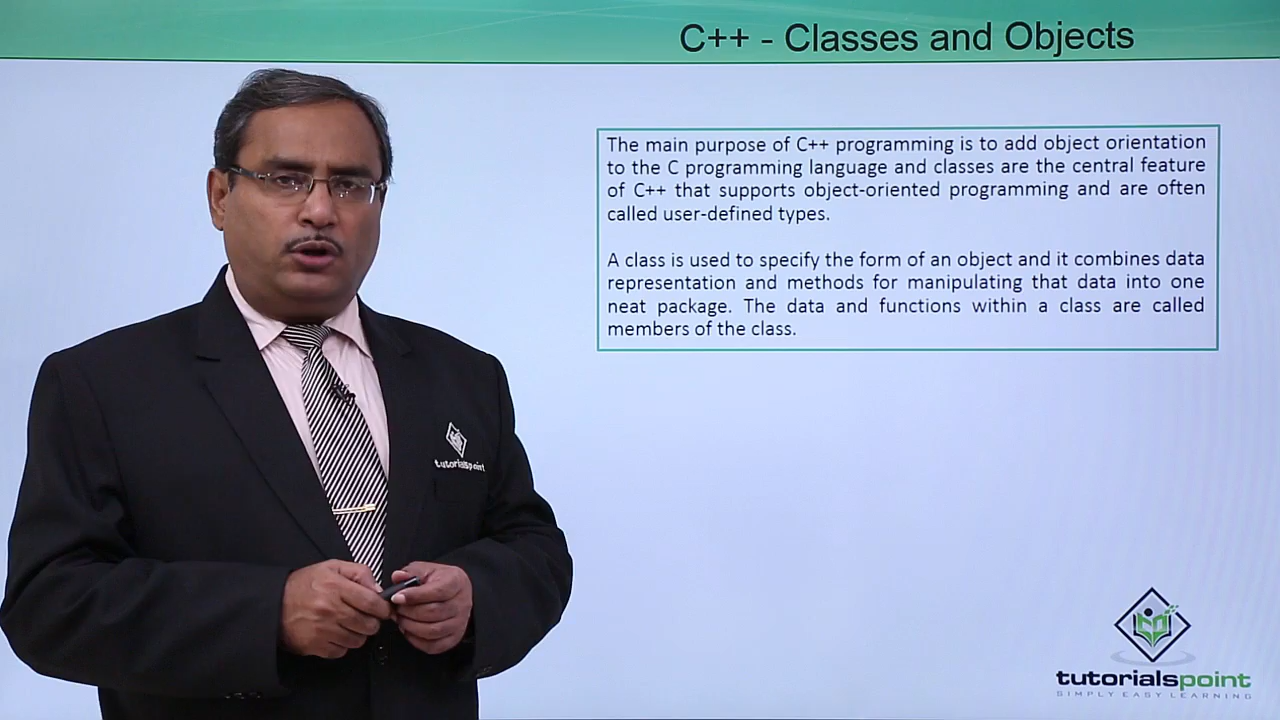 C++ - Classes and Objects
The main purpose of C++ programming is to add object orientation
to the C programming language and classes are the central feature
of C++ that supports object-oriented programming and are often
called user-defined types.
A class is used to specify the form of an object and it combines data
representation and methods for manipulating that data into one
neat package. The data and functions within a class are called
members of the class.
tutorialspoint
tutorialspoint
SIMPLY EASY LEARNING